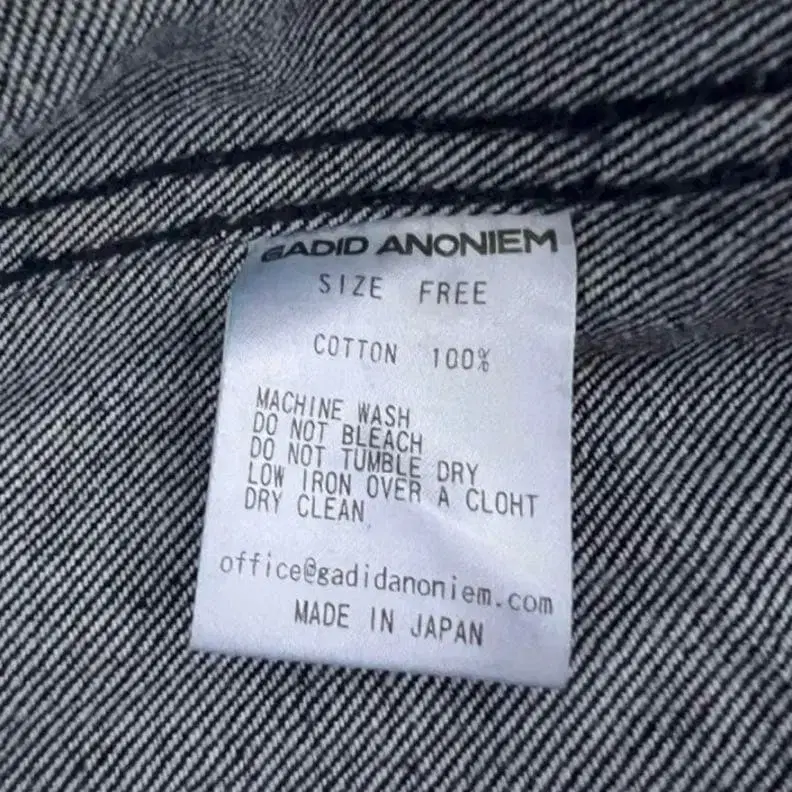 GADID ANONIEM
SIZE FREE
COTTON 100%
MACHINE WASH
DO NOT BLEACH
DO NOT TUMBLE DRY
LOW IRON OVER A CLOHT
DRY CLEAN
office@gadidanoniem.com
MADE IN JAPAN